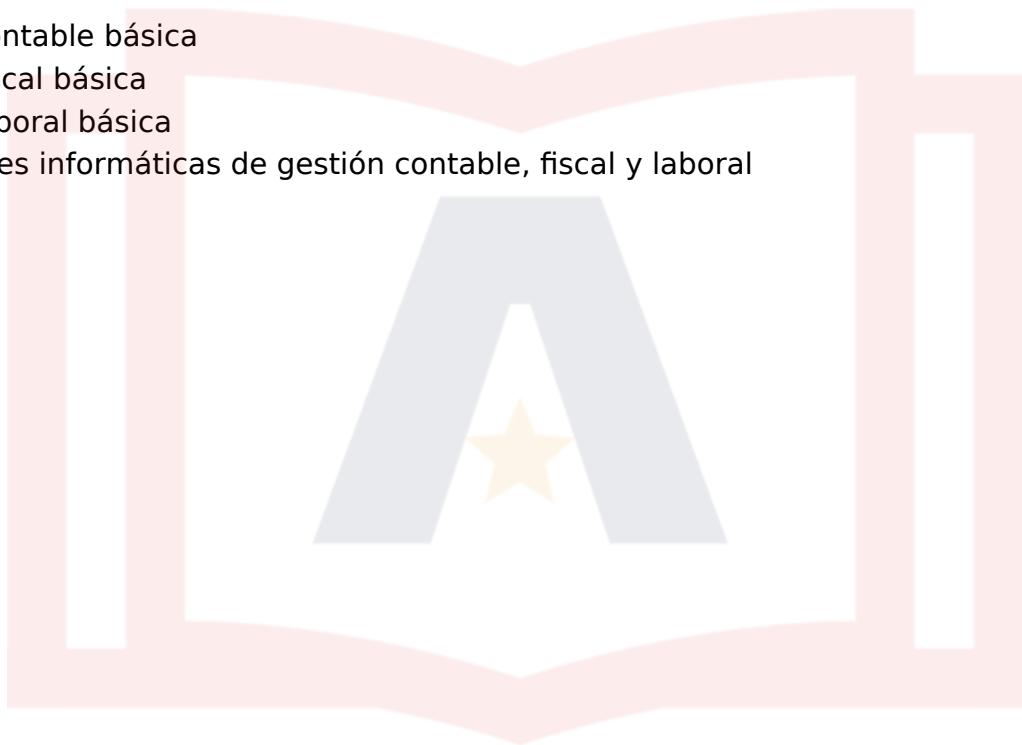 ntable básica
cal básica
boral básica
es informáticas de gestión contable, fiscal y laboral